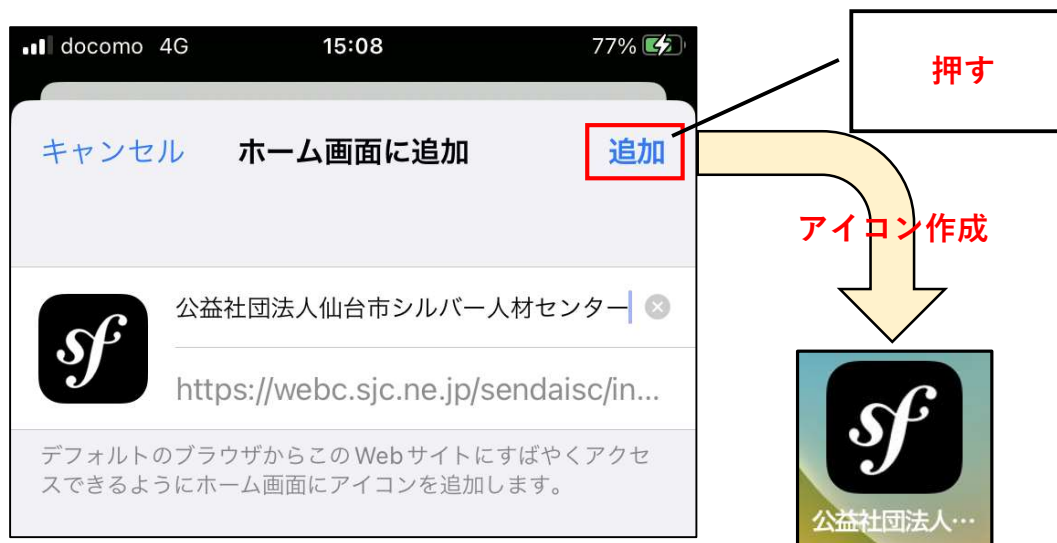 docomo 4G 15:08 77%
押す
キャンセル ホーム画面に追加 追加
アイコン作成
公益社団法人仙台市シルバー人材センター
https://webc.sjc.ne.jp/sendaisc/in...
sf
デフォルトのブラウザからこのWebサイトにすばやくアクセ
スできるようにホーム画面にアイコンを追加します。
sf
公益社団法人…